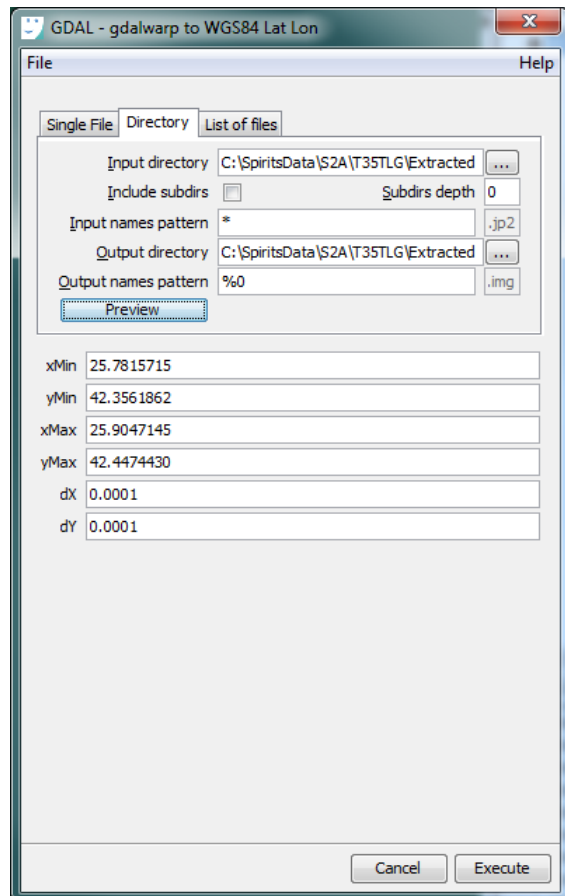 GDAL - gdalwarp to WGS84 Lat Lon
File Help
Single File Directory List of files
Input directory C:\SpiritsData\S2A\T35TLG\Extracted ...
Include subdirs Subdirs depth 0
Input names pattern * .jp2
Output directory C:\SpiritsData\S2A\T35TLG\Extracted ...
Output names pattern %0 .img
Preview
xMin 25.7815715
yMin 42.3561862
xMax 25.9047145
yMax 42.4474430
dX 0.0001
dY 0.0001
Cancel Execute